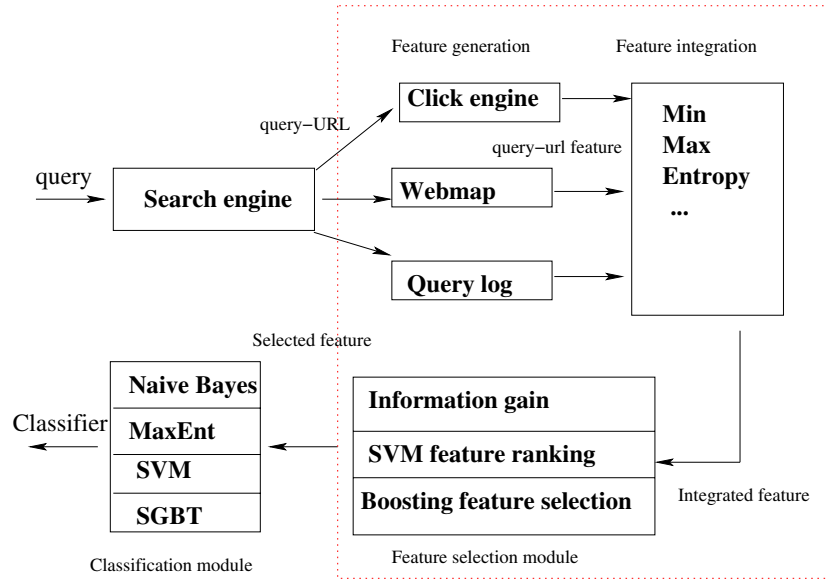 Feature generation
Feature integration
Click engine
query-URL
Min
Max
Entropy
...
query-url feature
query
Search engine
Webmap
Query log
Selected feature
Naive Bayes
MaxEnt
SVM
SGBT
Classifier
Information gain
SVM feature ranking
Boosting feature selection
Integrated feature
Classification module
Feature selection module